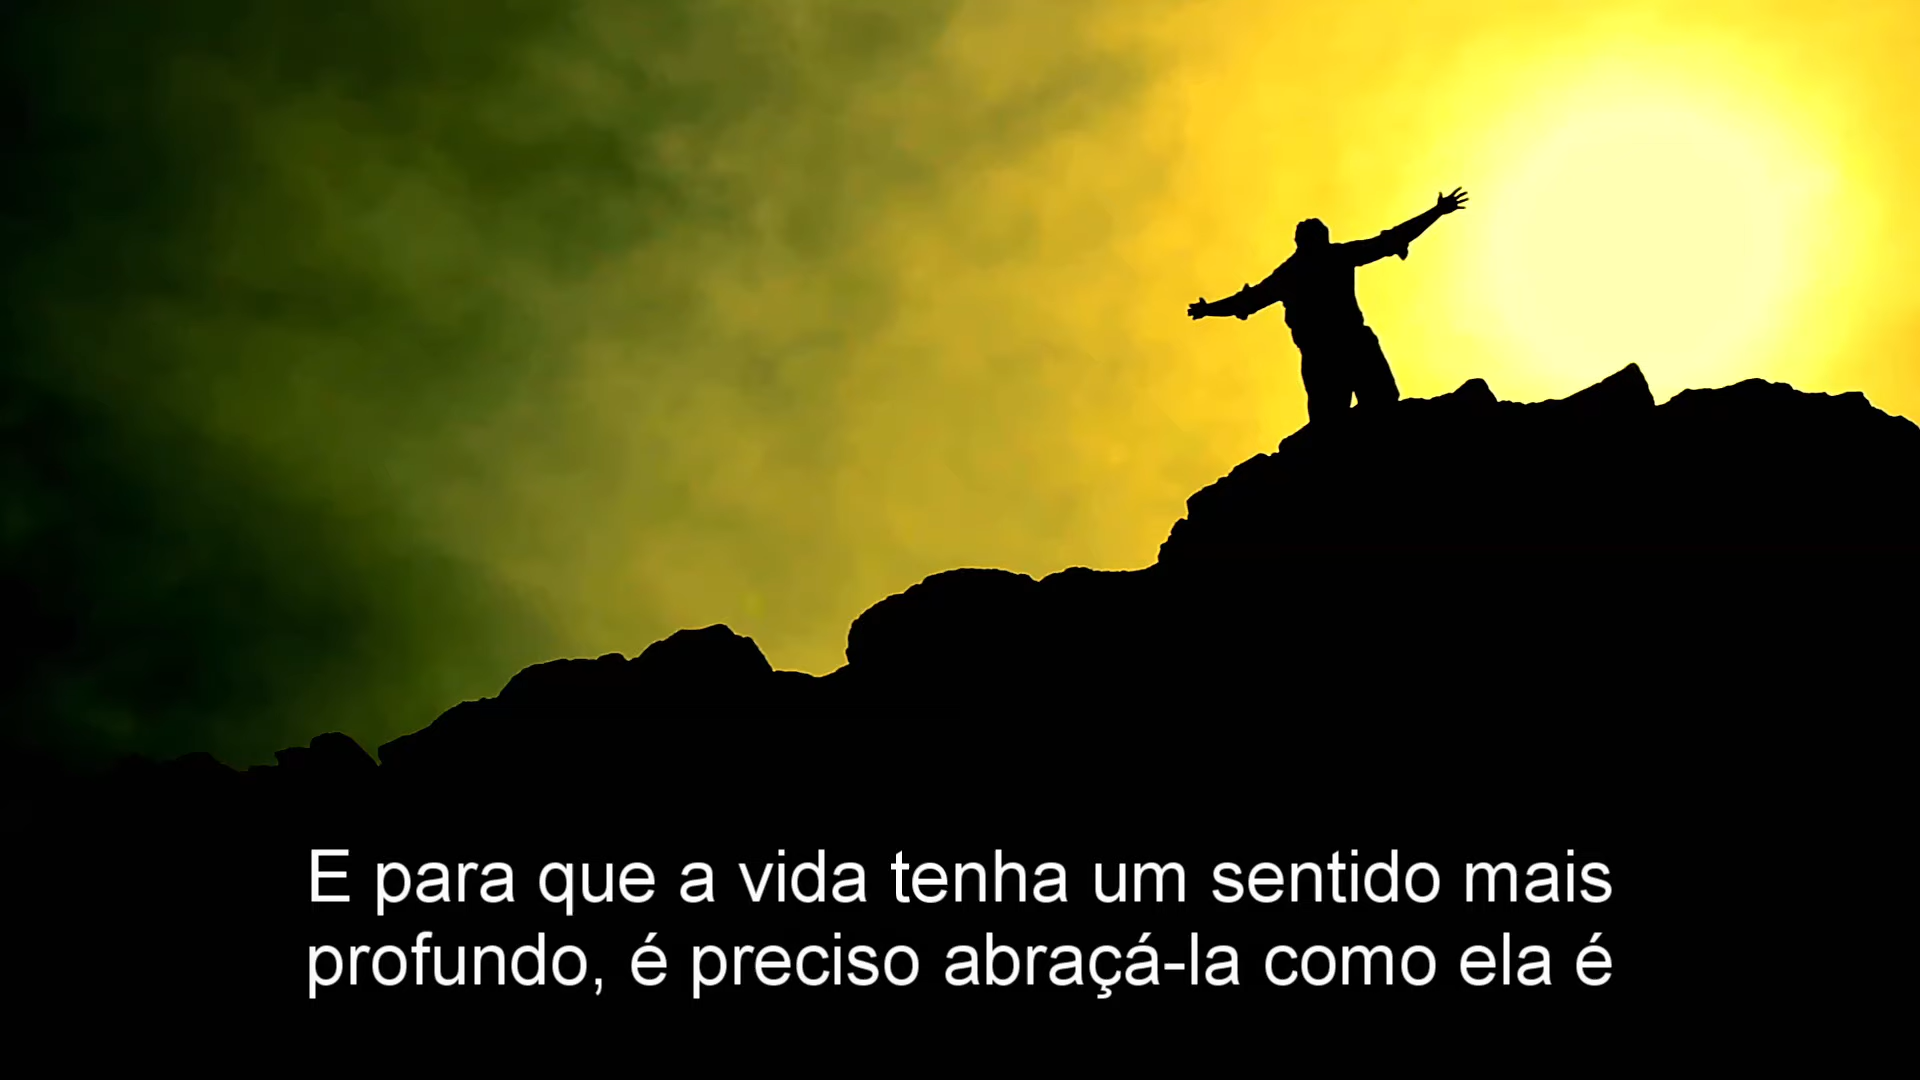 E para que a vida tenha um sentido mais
profundo, é preciso abraçá-la como ela é